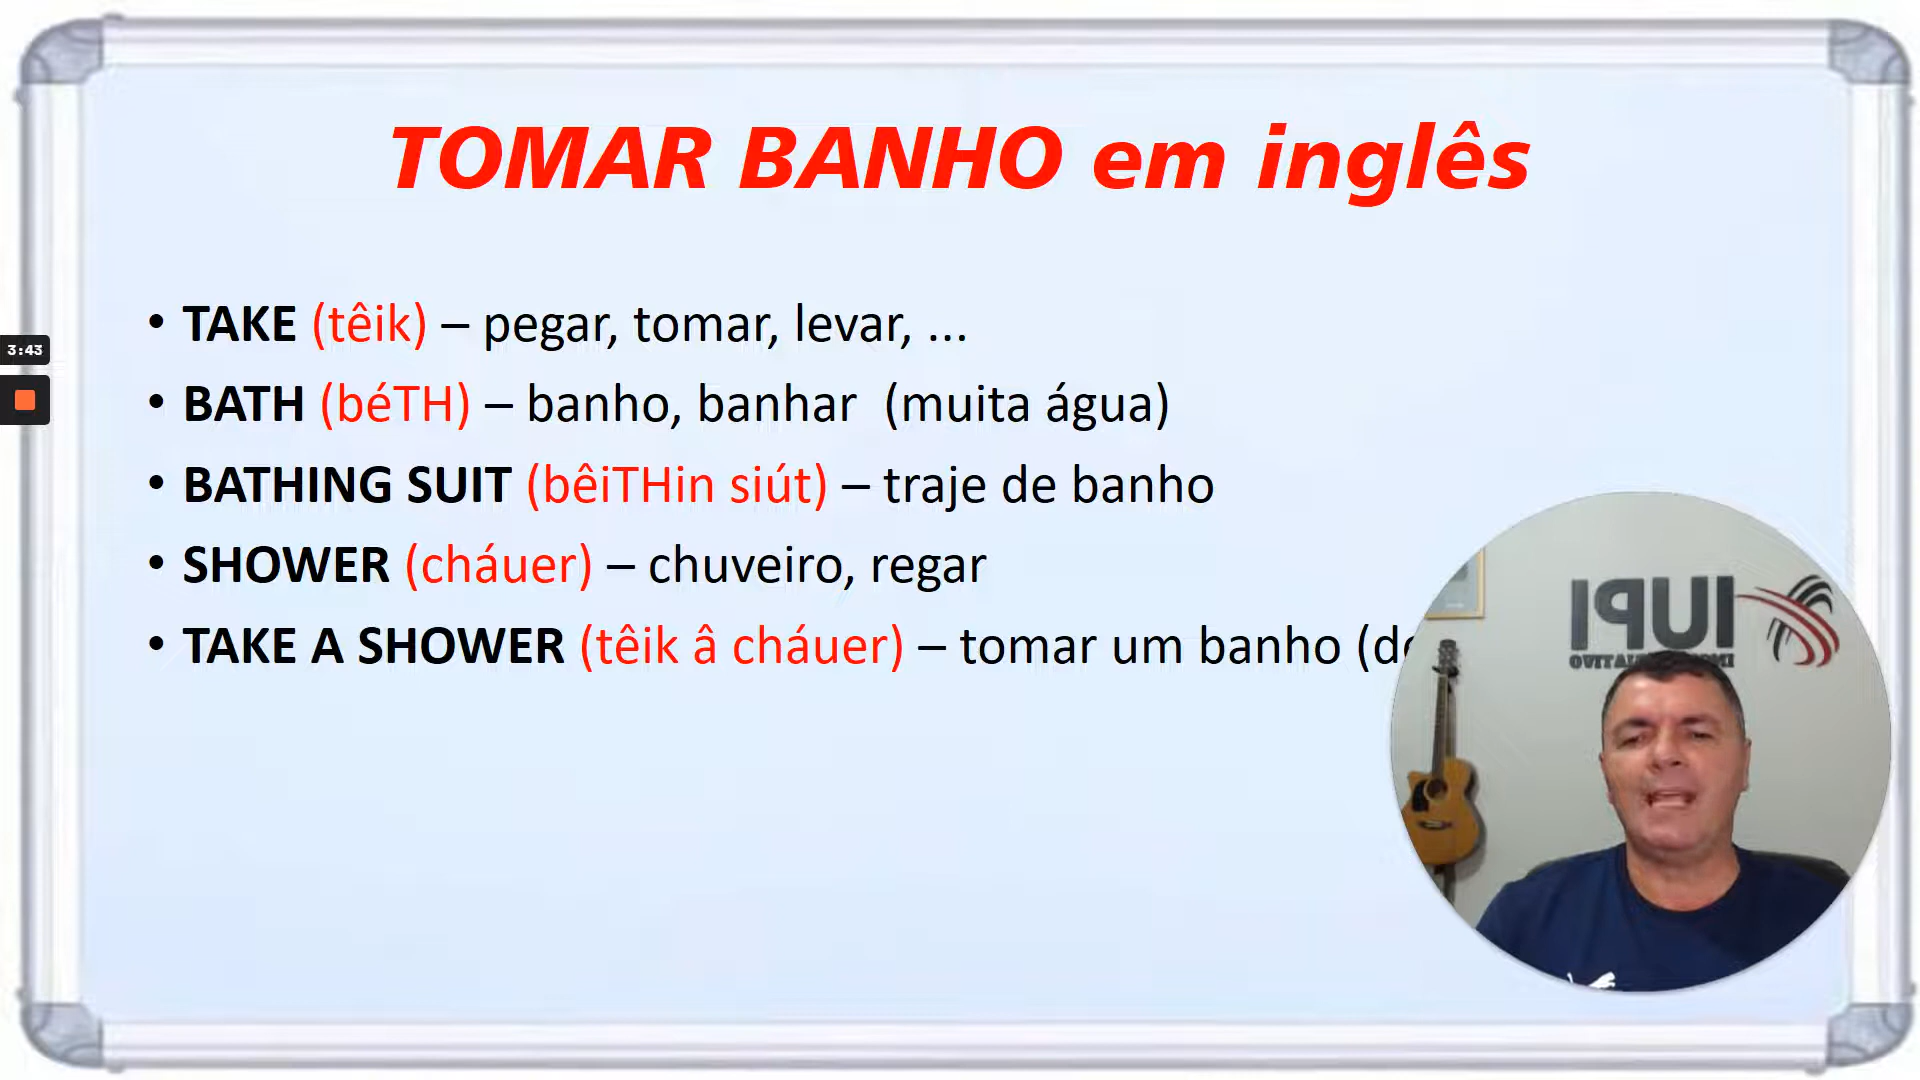 TOMAR BANHO em inglês
• TAKE (têik) – pegar, tomar, levar, ...
• BATH (béTH) – banho, banhar (muita água)
3:43
• BATHING SUIT (bêiTHin siút) – traje de banho
• SHOWER (cháuer) – chuveiro, regar
• TAKE A SHOWER (têik â cháuer) – tomar um banho (de
IUPI